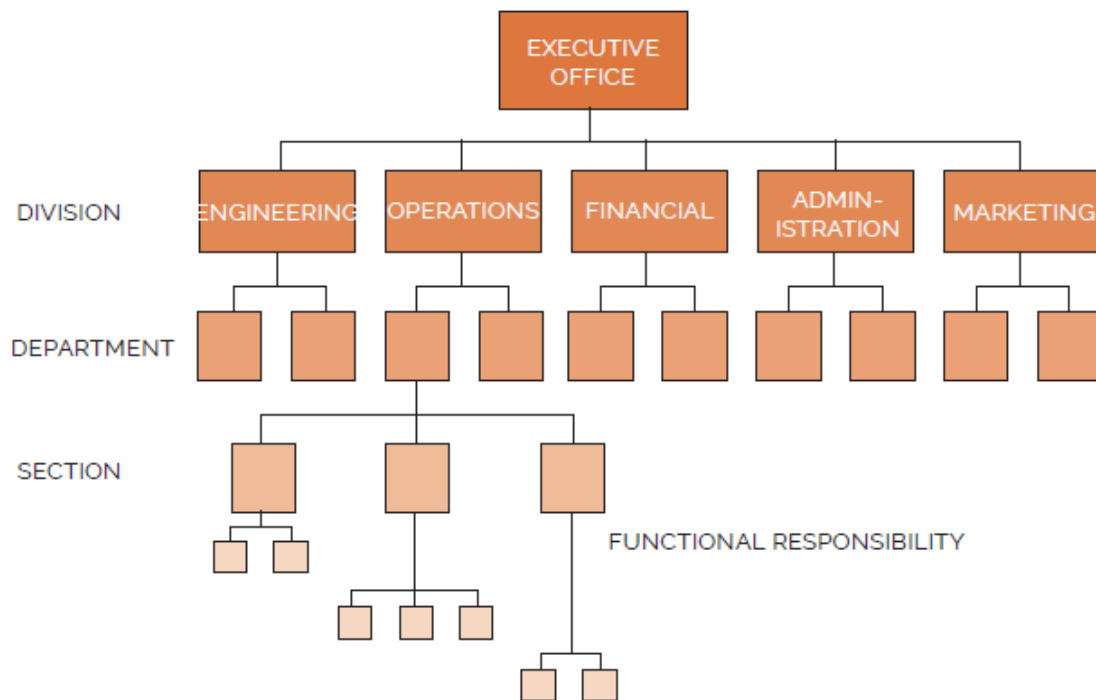 EXECUTIVE
OFFICE
DIVISION
ENGINEERING
OPERATIONS
FINANCIAL
ADMIN-
ISTRATION
MARKETING
DEPARTMENT
SECTION
FUNCTIONAL RESPONSIBILITY